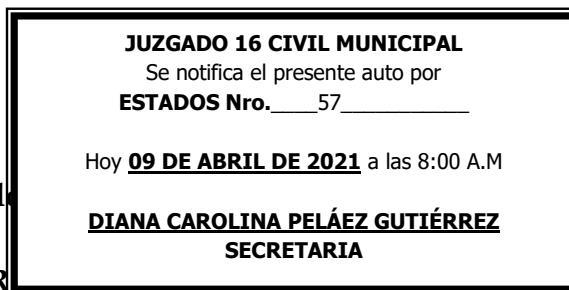 JUZGADO 16 CIVIL MUNICIPAL
Se notifica el presente auto por
ESTADOS Nro.____57___________
Hoy 09 DE ABRIL DE 2021 a las 8:00 A.M
DIANA CAROLINA PELÁEZ GUTIÉRREZ
SECRETARIA